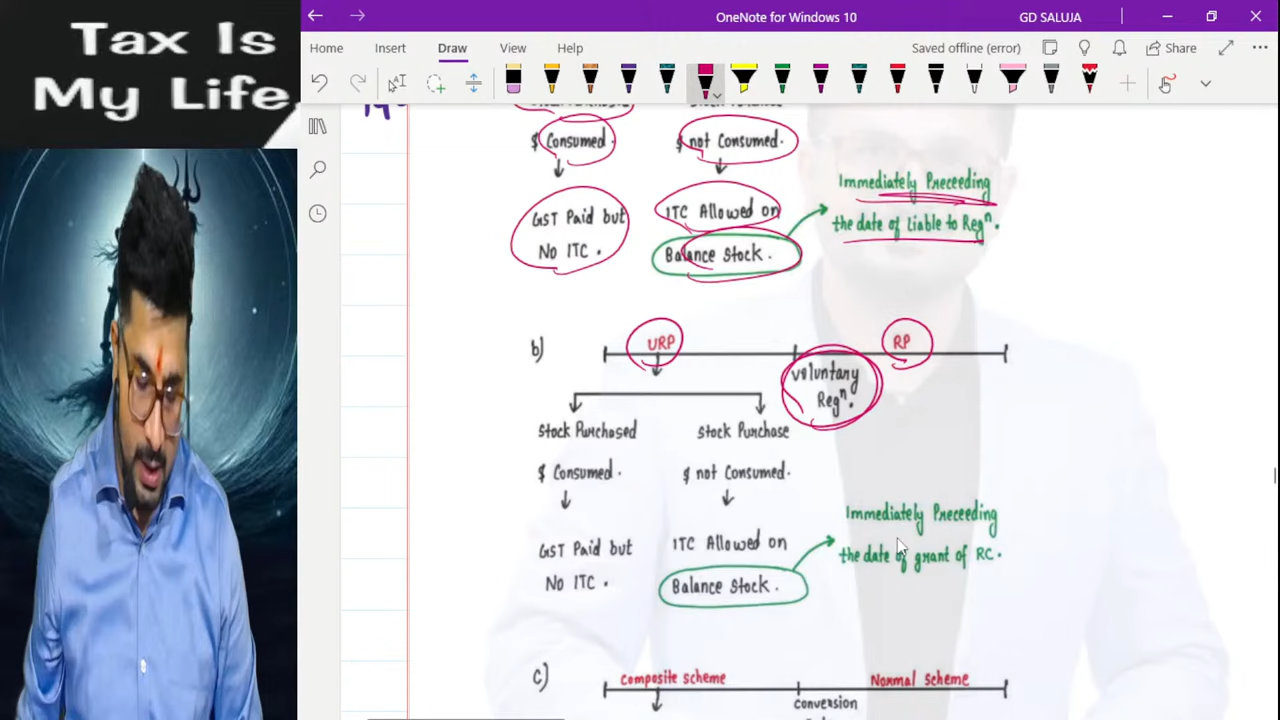 Tax Is
My Life
OneNote for Windows 10
GD SALUJA
Home
Insert
Draw
View
Help
Saved offline (error)
Share
$ Consumed.
$ not Consumed.
GST Paid but
No ITC.
ITC Allowed on
Balance Stock.
Immediately Preceeding
the date of Liable to Regⁿ.
b)
URP
RP
Voluntary
Regⁿ.
Stock Purchased
$ Consumed.
GST Paid but
No ITC.
Stock Purchase
$ not Consumed.
ITC Allowed on
Balance Stock.
Immediately Preceeding
the date of grant of RC.
c)
Composite scheme
Normal scheme
Conversion